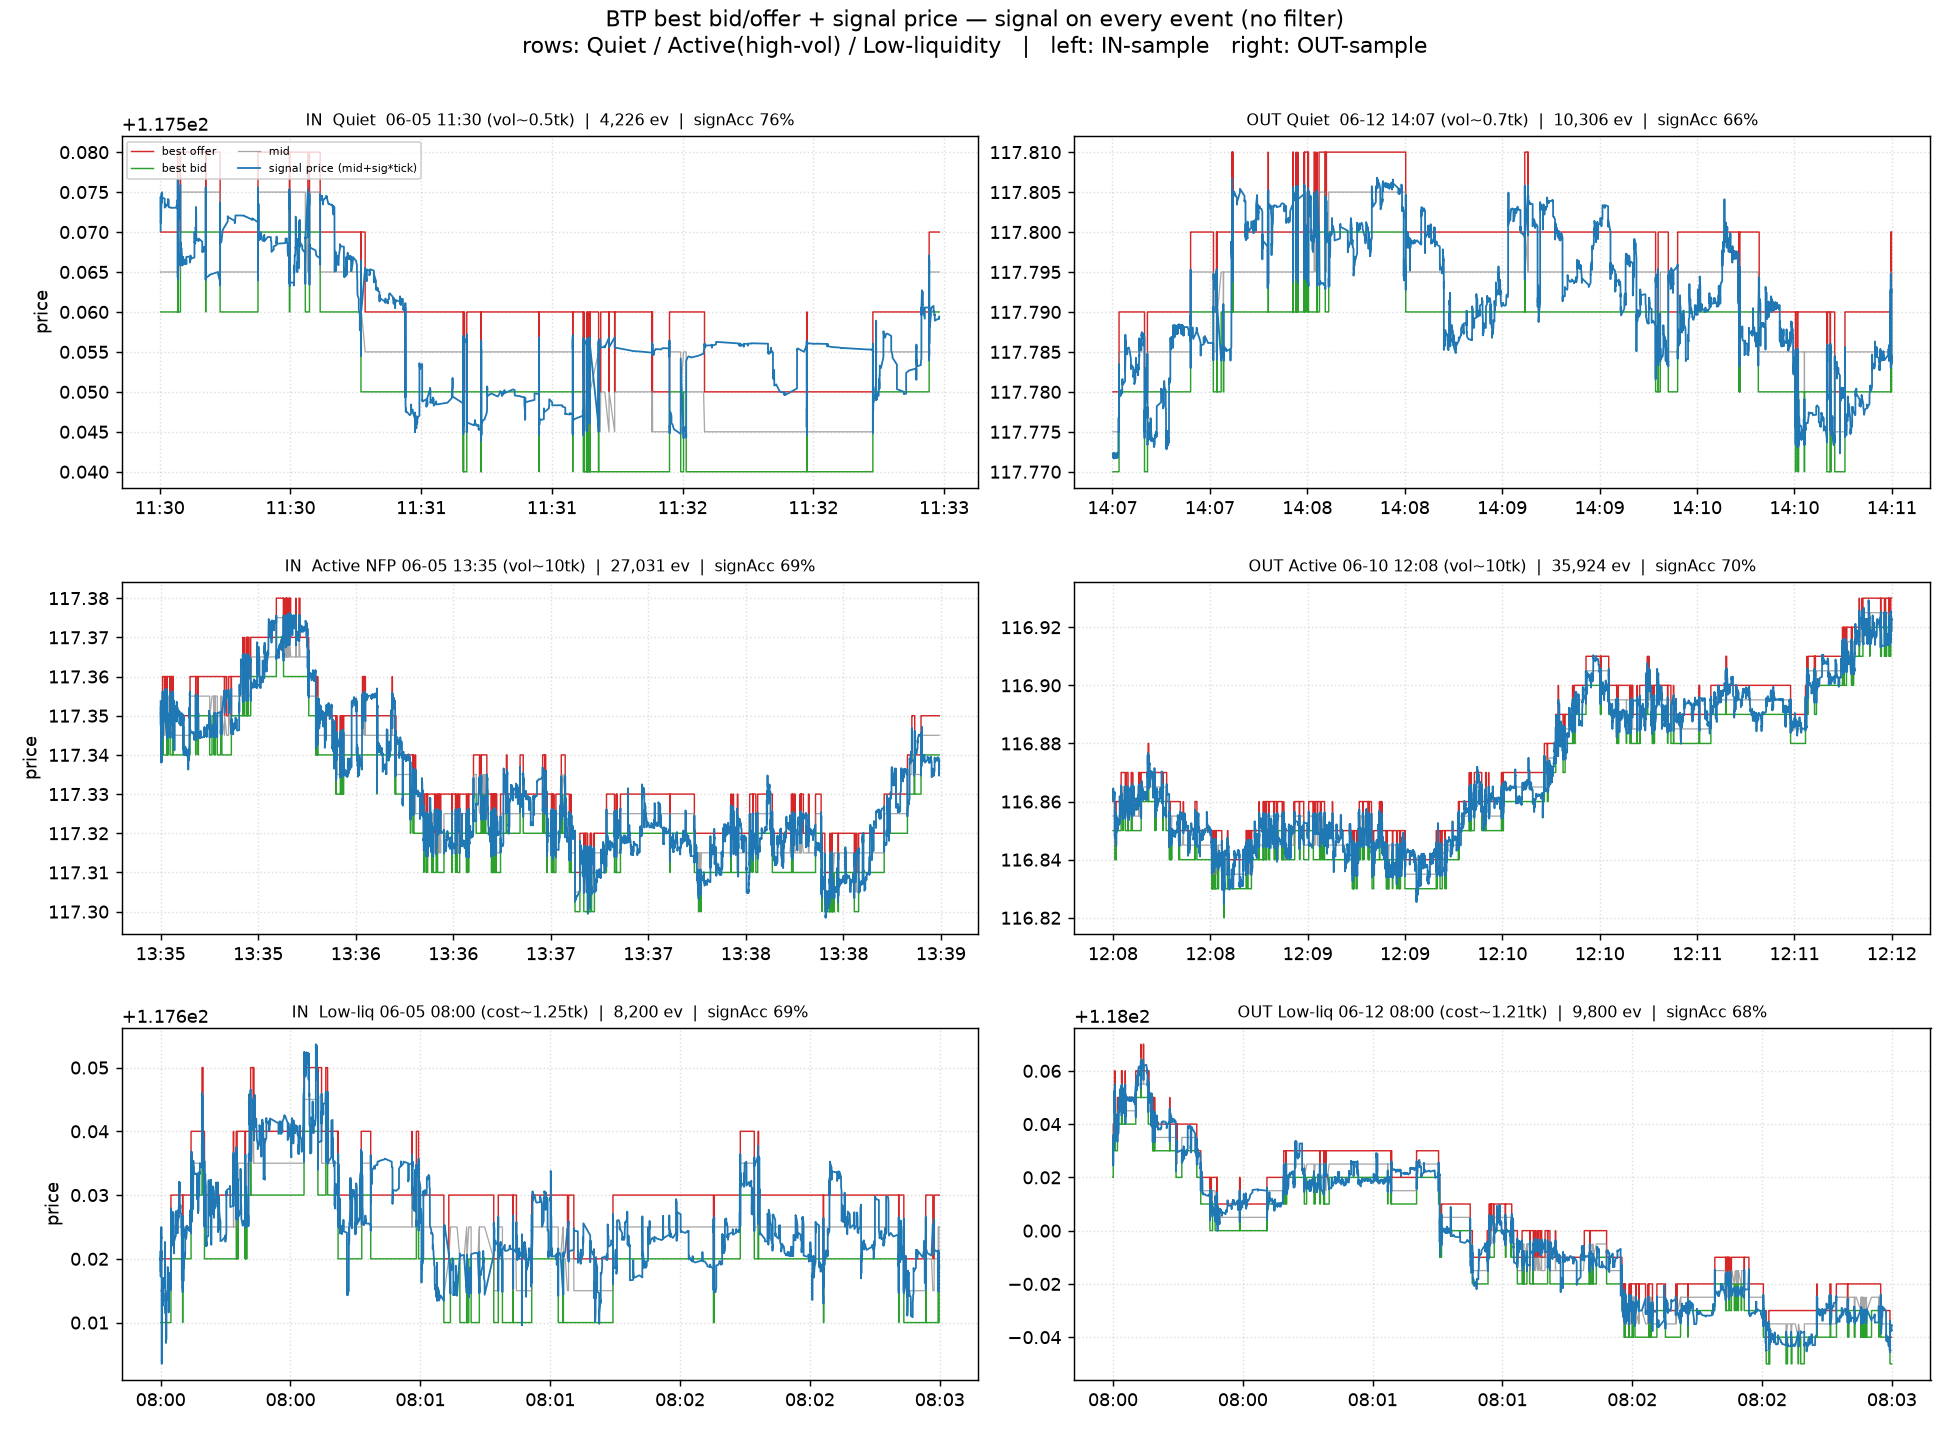 BTP best bid/offer + signal price — signal on every event (no filter)
rows: Quiet / Active(high-vol) / Low-liquidity | left: IN-sample right: OUT-sample
IN Quiet 06-05 11:30 (vol~0.5tk) | 4,226 ev | signAcc 76%
+1.175e2
best offer
best bid
mid
signal price (mid+sig*tick)
price
0.080
0.075
0.070
0.065
0.060
0.055
0.050
0.045
0.040
11:30 11:30 11:31 11:31 11:32 11:32 11:33
OUT Quiet 06-12 14:07 (vol~0.7tk) | 10,306 ev | signAcc 66%
117.810
117.805
117.800
117.795
117.790
117.785
117.780
117.775
117.770
14:07 14:07 14:08 14:08 14:09 14:09 14:10 14:10 14:11
IN Active NFP 06-05 13:35 (vol~10tk) | 27,031 ev | signAcc 69%
price
117.38
117.37
117.36
117.35
117.34
117.33
117.32
117.31
117.30
13:35 13:35 13:36 13:36 13:37 13:37 13:38 13:38 13:39
OUT Active 06-10 12:08 (vol~10tk) | 35,924 ev | signAcc 70%
116.92
116.90
116.88
116.86
116.84
116.82
12:08 12:08 12:09 12:09 12:10 12:10 12:11 12:11 12:12
IN Low-liq 06-05 08:00 (cost~1.25tk) | 8,200 ev | signAcc 69%
+1.176e2
price
0.05
0.04
0.03
0.02
0.01
08:00 08:00 08:01 08:01 08:02 08:02 08:03
OUT Low-liq 06-12 08:00 (cost~1.21tk) | 9,800 ev | signAcc 68%
+1.18e2
0.06
0.04
0.02
0.00
−0.02
−0.04
08:00 08:00 08:01 08:01 08:02 08:02 08:03